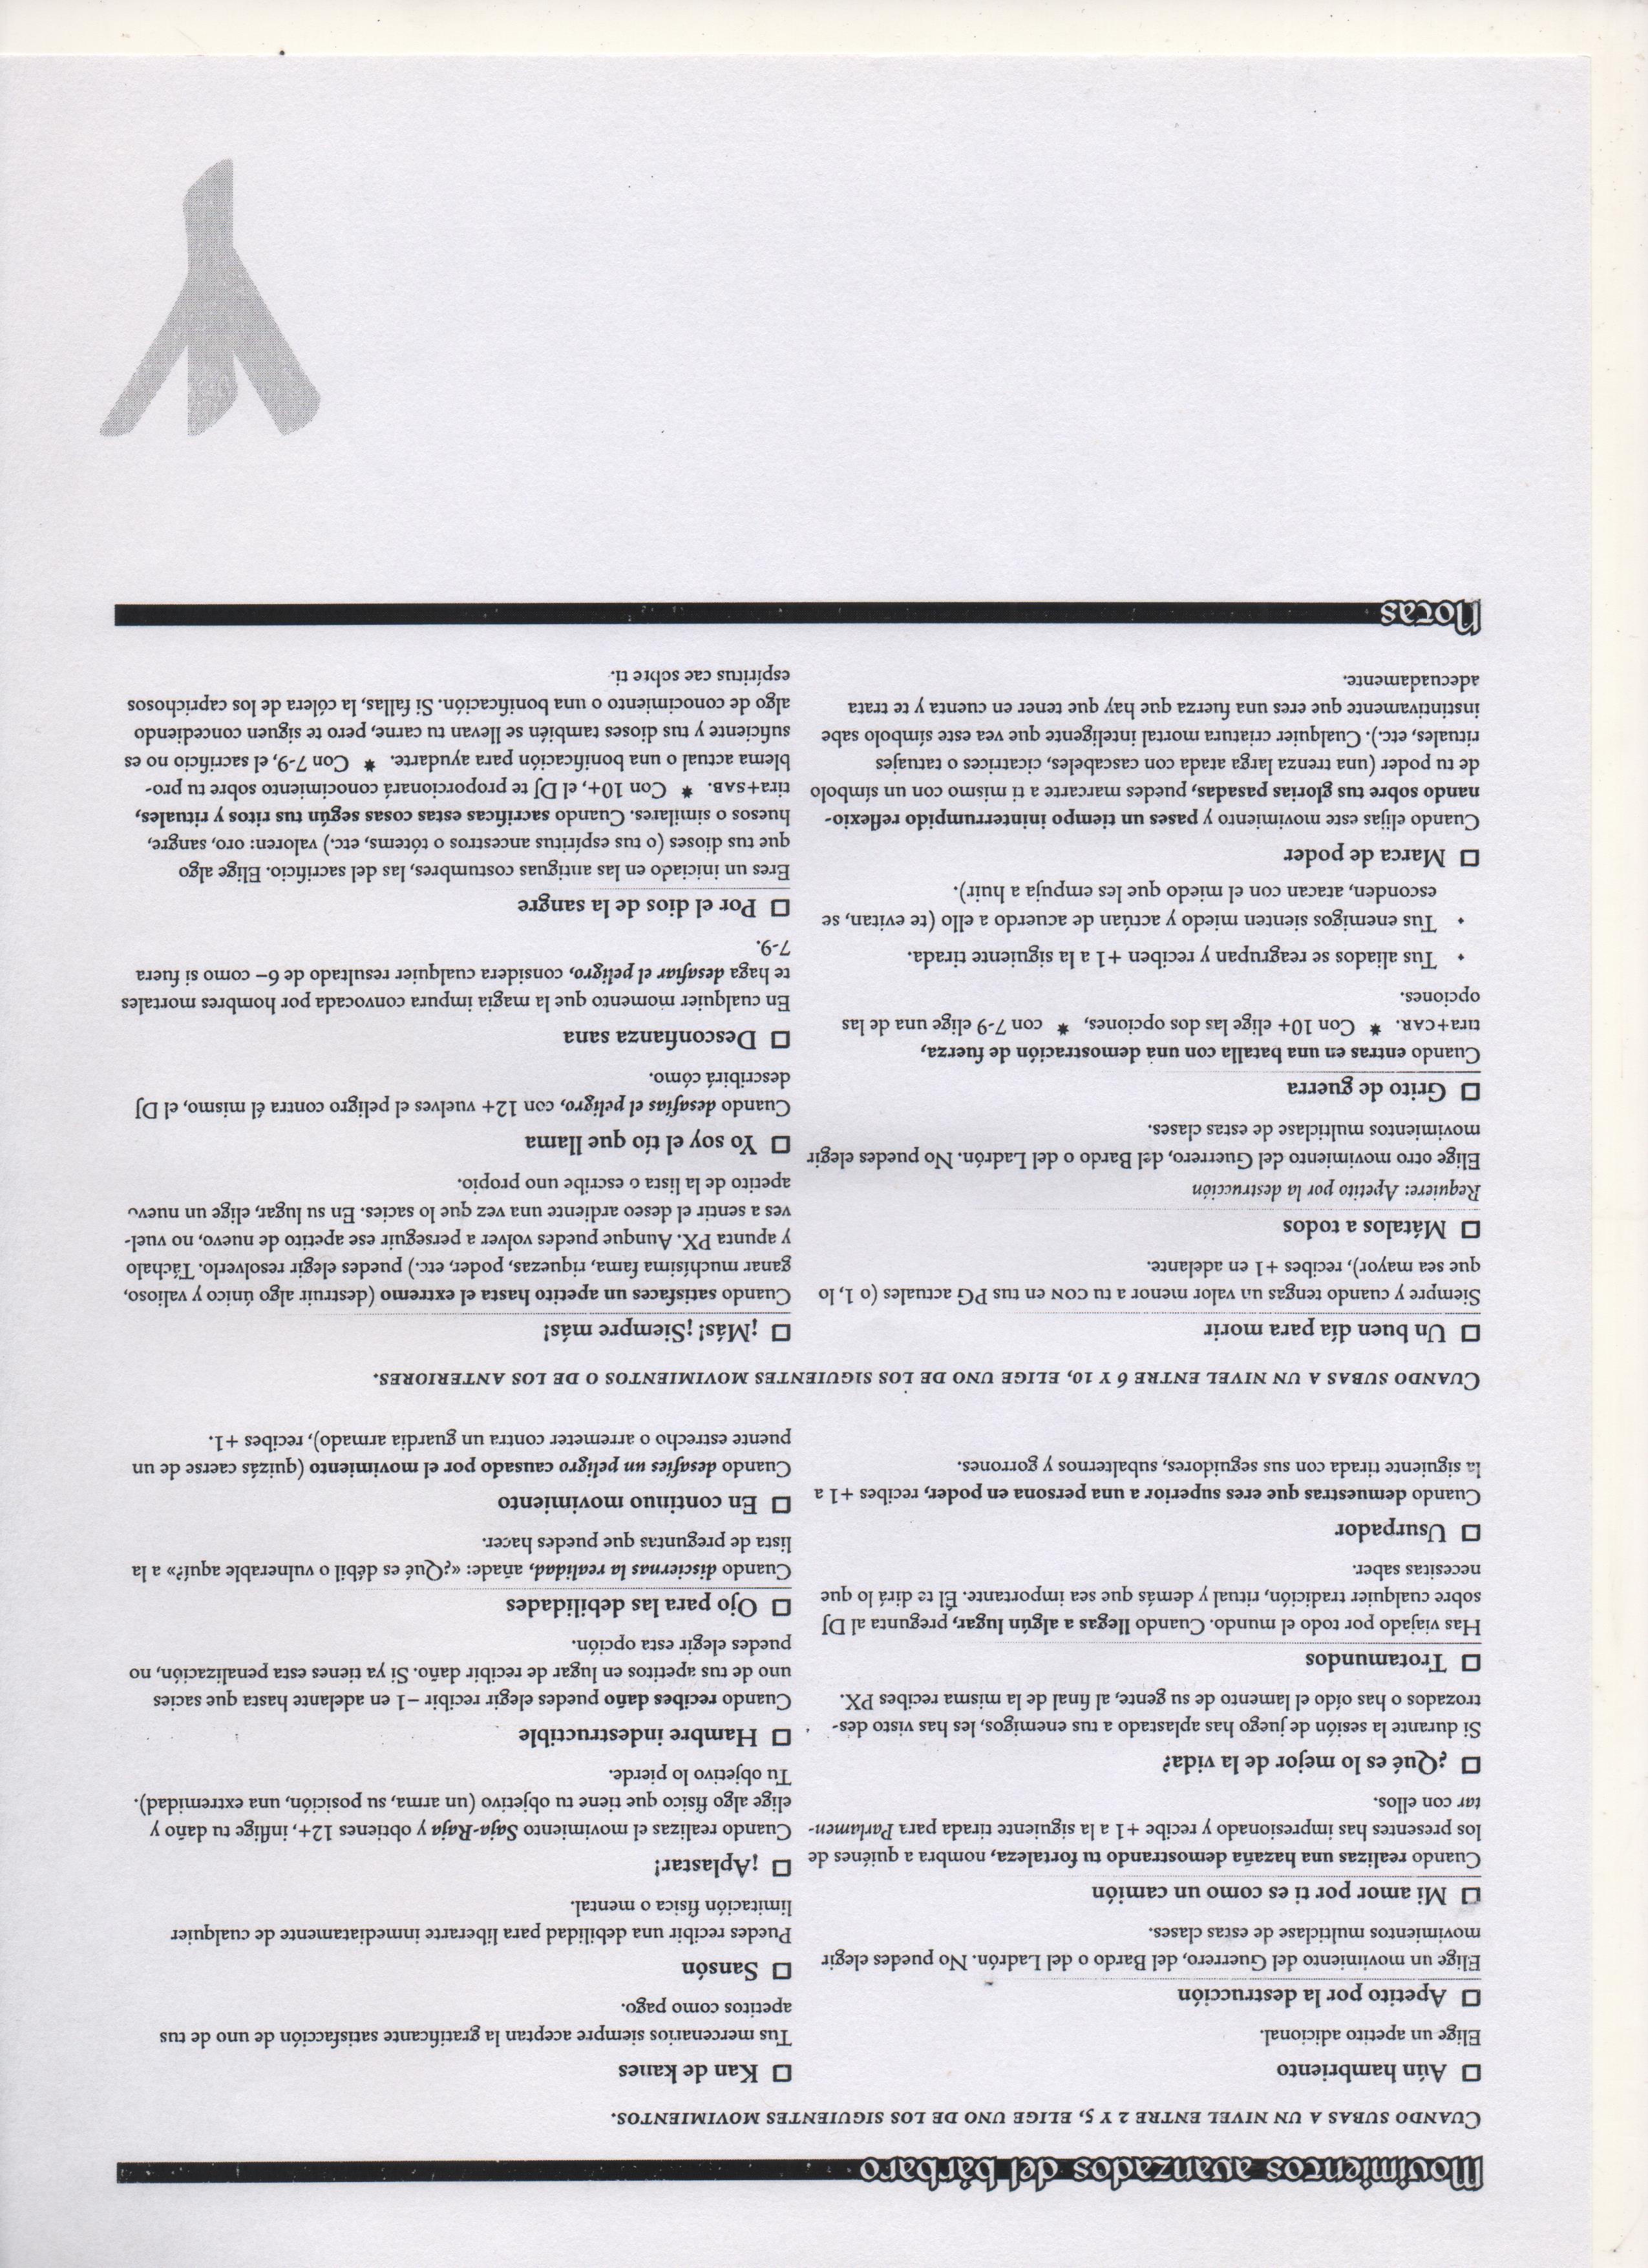 Movimientos avanzados del bárbaro
Cuando subas a un nivel entre 2 y 5, elige uno de los siguientes movimientos.
Aún hambriento
Elige un apetito adicional.
Apetito por la destrucción
Elige un movimiento del Guerrero, del Bardo o del Ladrón. No puedes elegir
movimientos multiclase de estas clases.
Mi amor por ti es como un camión
Cuando realizas una hazaña demostrando tu fortaleza, nombra a quiénes de
los presentes has impresionado y recibe +1 a la siguiente tirada para Parlamen-
tar con ellos.
¿Qué es lo mejor de la vida?
Si durante la sesión de juego has aplastado a tus enemigos, les has visto des-
trozados o has oído el lamento de su gente, al final de la misma recibes PX.
Trotamundos
Has viajado por todo el mundo. Cuando llegas a algún lugar, pregunta al DJ
sobre cualquier tradición, ritual y demás que sea importante. Él te dirá lo que
necesitas saber.
Usurpador
Cuando demuestras que eres superior a una persona en poder, recibes +1 a
la siguiente tirada con sus seguidores, subalternos y gorrones.
Kan de kanes
Tus mercenarios siempre aceptan la gratificante satisfacción de uno de tus
apetitos como pago.
Sansón
Puedes recibir una debilidad para liberarte inmediatamente de cualquier
limitación física o mental.
¡Aplastar!
Cuando realizas el movimiento Saja-Raja y obtienes 12+, inflige tu daño y
elige algo físico que tiene tu objetivo (un arma, su posición, una extremidad).
Tu objetivo lo pierde.
Hambre indestructible
Cuando recibes daño puedes elegir recibir −1 en adelante hasta que sacies
uno de tus apetitos en lugar de recibir daño. Si ya tienes esta penalización, no
puedes elegir esta opción.
Ojo para las debilidades
Cuando disciernas la realidad, añade: «¿Qué es débil o vulnerable aquí?» a la
lista de preguntas que puedes hacer.
En continuo movimiento
Cuando desafíes un peligro causado por el movimiento (quizás caerse de un
puente estrecho o arremeter contra un guardia armado), recibes +1.
Cuando subas a un nivel entre 6 y 10, elige uno de los siguientes movimientos o de los anteriores.
Un buen día para morir
Siempre y cuando tengas un valor menor a tu CON en tus PG actuales (o 1, lo
que sea mayor), recibes +1 en adelante.
Mátalos a todos
Requiere: Apetito por la destrucción
Elige otro movimiento del Guerrero, del Bardo o del Ladrón. No puedes elegir
movimientos multiclase de estas clases.
Grito de guerra
Cuando entras en una batalla con una demostración de fuerza,
tira+CAR. * Con 10+ elige las dos opciones, * con 7-9 elige una de las
opciones.
• Tus aliados se reagrupan y reciben +1 a la siguiente tirada.
• Tus enemigos sienten miedo y actúan de acuerdo a ello (te evitan, se
esconden, atacan con el miedo que les empuja a huir).
Marca de poder
Cuando elijas este movimiento y pases un tiempo ininterrumpido reflexio-
nando sobre tus glorias pasadas, puedes marcarte a ti mismo con un símbolo
de tu poder (una trenza larga atada con cascabeles, cicatrices o tatuajes
rituales, etc.). Cualquier criatura mortal inteligente que vea este símbolo sabe
instintivamente que eres una fuerza que hay que tener en cuenta y te trata
adecuadamente.
¡Más! ¡Siempre más!
Cuando satisfaces un apetito hasta el extremo (destruir algo único y valioso,
ganar muchísima fama, riquezas, poder, etc.) puedes elegir resolverlo. Táchalo
y apunta PX. Aunque puedes volver a perseguir ese apetito de nuevo, no vuel-
ves a sentir el deseo ardiente una vez que lo sacies. En su lugar, elige un nuevo
apetito de la lista o escribe uno propio.
Yo soy el tío que llama
Cuando desafías el peligro, con 12+ vuelves el peligro contra él mismo, el DJ
describirá cómo.
Desconfianza sana
En cualquier momento que la magia impura convocada por hombres mortales
te haga desafiar el peligro, considera cualquier resultado de 6− como si fuera
7-9.
Por el dios de la sangre
Eres un iniciado en las antiguas costumbres, las del sacrificio. Elige algo
que tus dioses (o tus espíritus ancestros o tótems, etc.) valoren: oro, sangre,
huesos o similares. Cuando sacrificas estas cosas según tus ritos y rituales,
tira+SAB. * Con 10+, el DJ te proporcionará conocimiento sobre tu pro-
blema actual o una bonificación para ayudarte. * Con 7-9, el sacrificio no es
suficiente y tus dioses también se llevan tu carne, pero te siguen concediendo
algo de conocimiento o una bonificación. Si fallas, la cólera de los caprichosos
espíritus cae sobre ti.
Notas